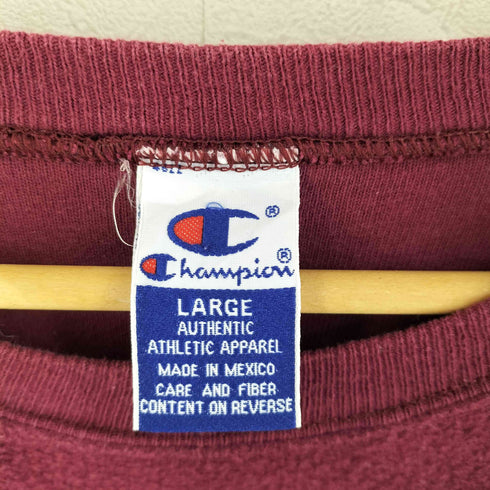 Champion®
LARGE
AUTHENTIC
ATHLETIC APPAREL
MADE IN MEXICO
CARE AND FIBER
CONTENT ON REVERSE